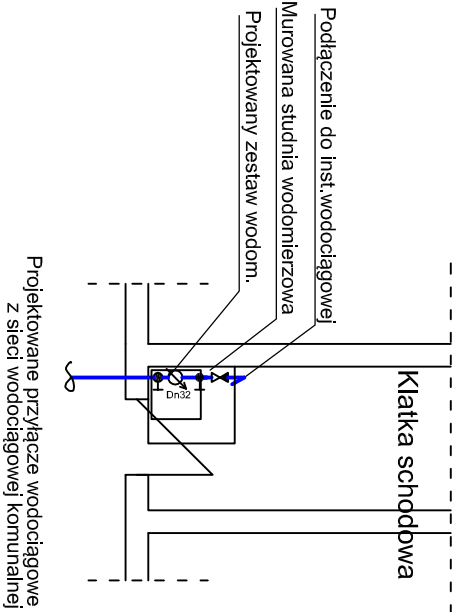 Podłączenie do inst.wodociągowej
Murowana studnia wodomierzowa
Projektowany zestaw wodom.
Klatka schodowa
Dn32
Projektowane przyłącze wodociągowe
z sieci wodociągowej komunalnej